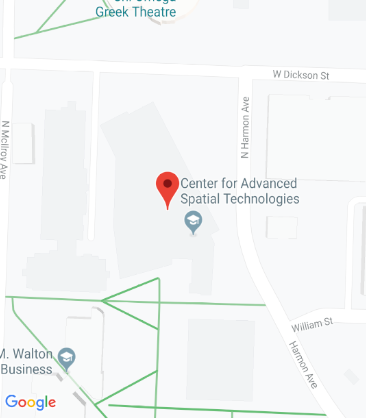 Greek Theatre
W Dickson St
N McIlroy Ave
N Harmon Ave
Center for Advanced
Spatial Technologies
William St
M. Walton
Business
Harmon Ave
Google